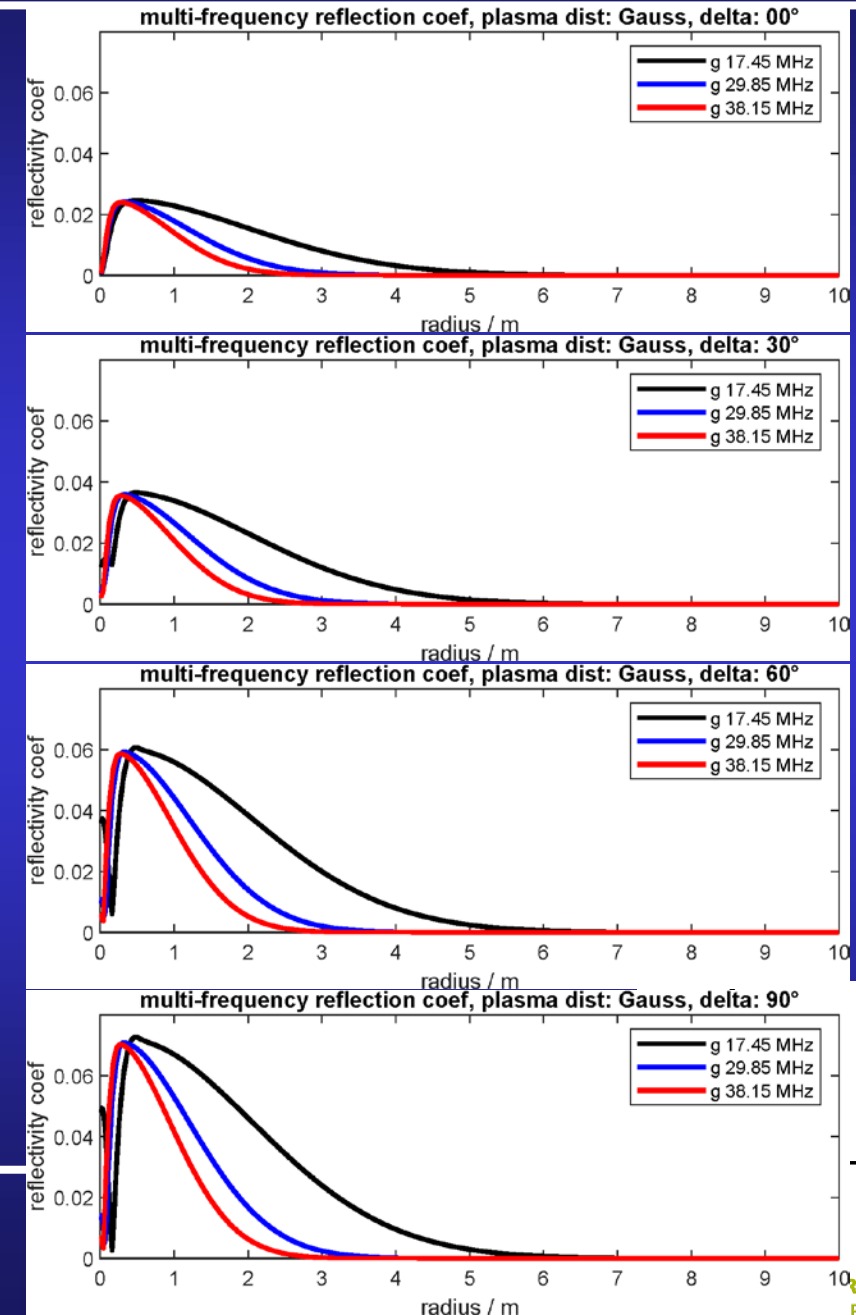 multi-frequency reflection coef, plasma dist: Gauss, delta: 00°
g 17.45 MHz
g 29.85 MHz
g 38.15 MHz
reflectivity coef
0.06
0.04
0.02
0
0 1 2 3 4 5 6 7 8 9 10
radius / m
multi-frequency reflection coef, plasma dist: Gauss, delta: 30°
g 17.45 MHz
g 29.85 MHz
g 38.15 MHz
reflectivity coef
0.06
0.04
0.02
0
0 1 2 3 4 5 6 7 8 9 10
radius / m
multi-frequency reflection coef, plasma dist: Gauss, delta: 60°
g 17.45 MHz
g 29.85 MHz
g 38.15 MHz
reflectivity coef
0.06
0.04
0.02
0
0 1 2 3 4 5 6 7 8 9 10
radius / m
multi-frequency reflection coef, plasma dist: Gauss, delta: 90°
g 17.45 MHz
g 29.85 MHz
g 38.15 MHz
reflectivity coef
0.06
0.04
0.02
0
0 1 2 3 4 5 6 7 8 9 10
radius / m